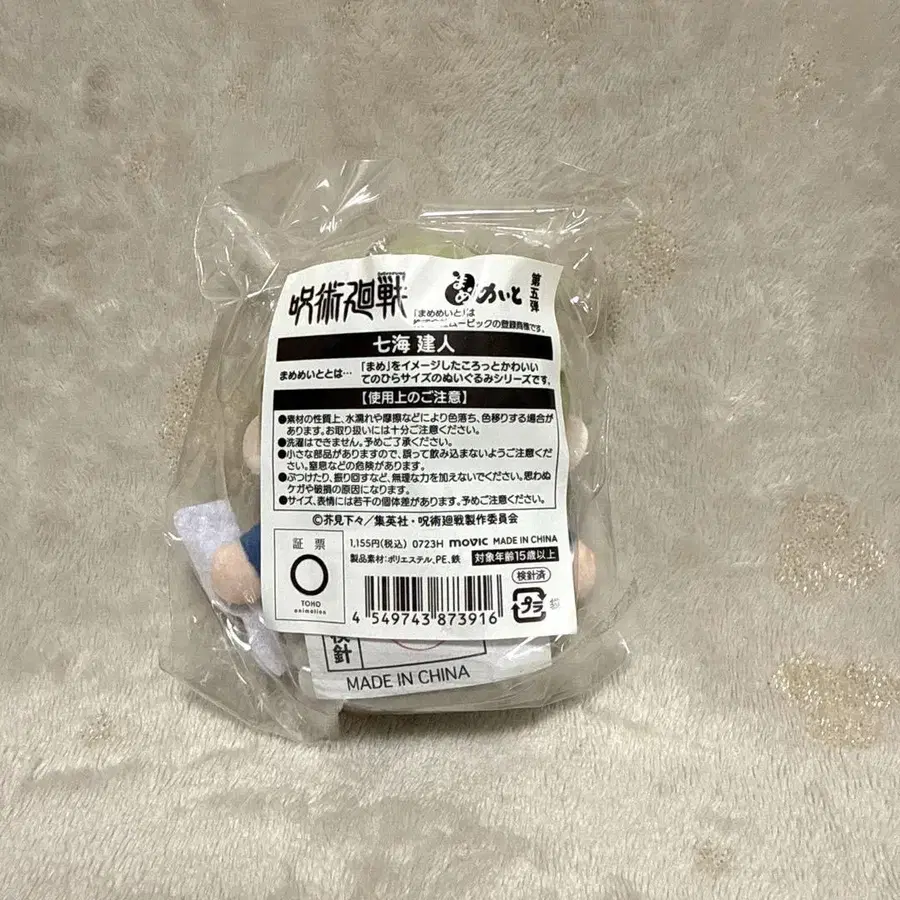 呪術廻戦
まめめいと
第五弾
「まめめいと」は
ムービックの登録商標です。
七海 建人
まめめいととは… 「まめ」をイメージしたころっとかわいい
てのひらサイズのぬいぐるみシリーズです。
【使用上のご注意】
●素材の性質上、水濡れや摩擦などにより色落ち、色移りする場合が
あります。お取り扱いには十分ご注意ください。
●洗濯はできません。予めご了承ください。
●小さな部品がありますので、誤って飲み込まないようご注意くだ
さい。窒息などの危険があります。
●ぶつけたり、振り回すなど、無理な力を加えないでください。思わぬ
ケガや破損の原因になります。
●サイズ、表情には若干の個体差があります。予めご注意ください。
©芥見下々／集英社・呪術廻戦製作委員会
証票
TOHO
animation
1,155円(税込) 0723H movic MADE IN CHINA
製品素材：ポリエステル、PE、鉄 対象年齢15歳以上
検針済
プラ
4 549743 873916
検針
MADE IN CHINA